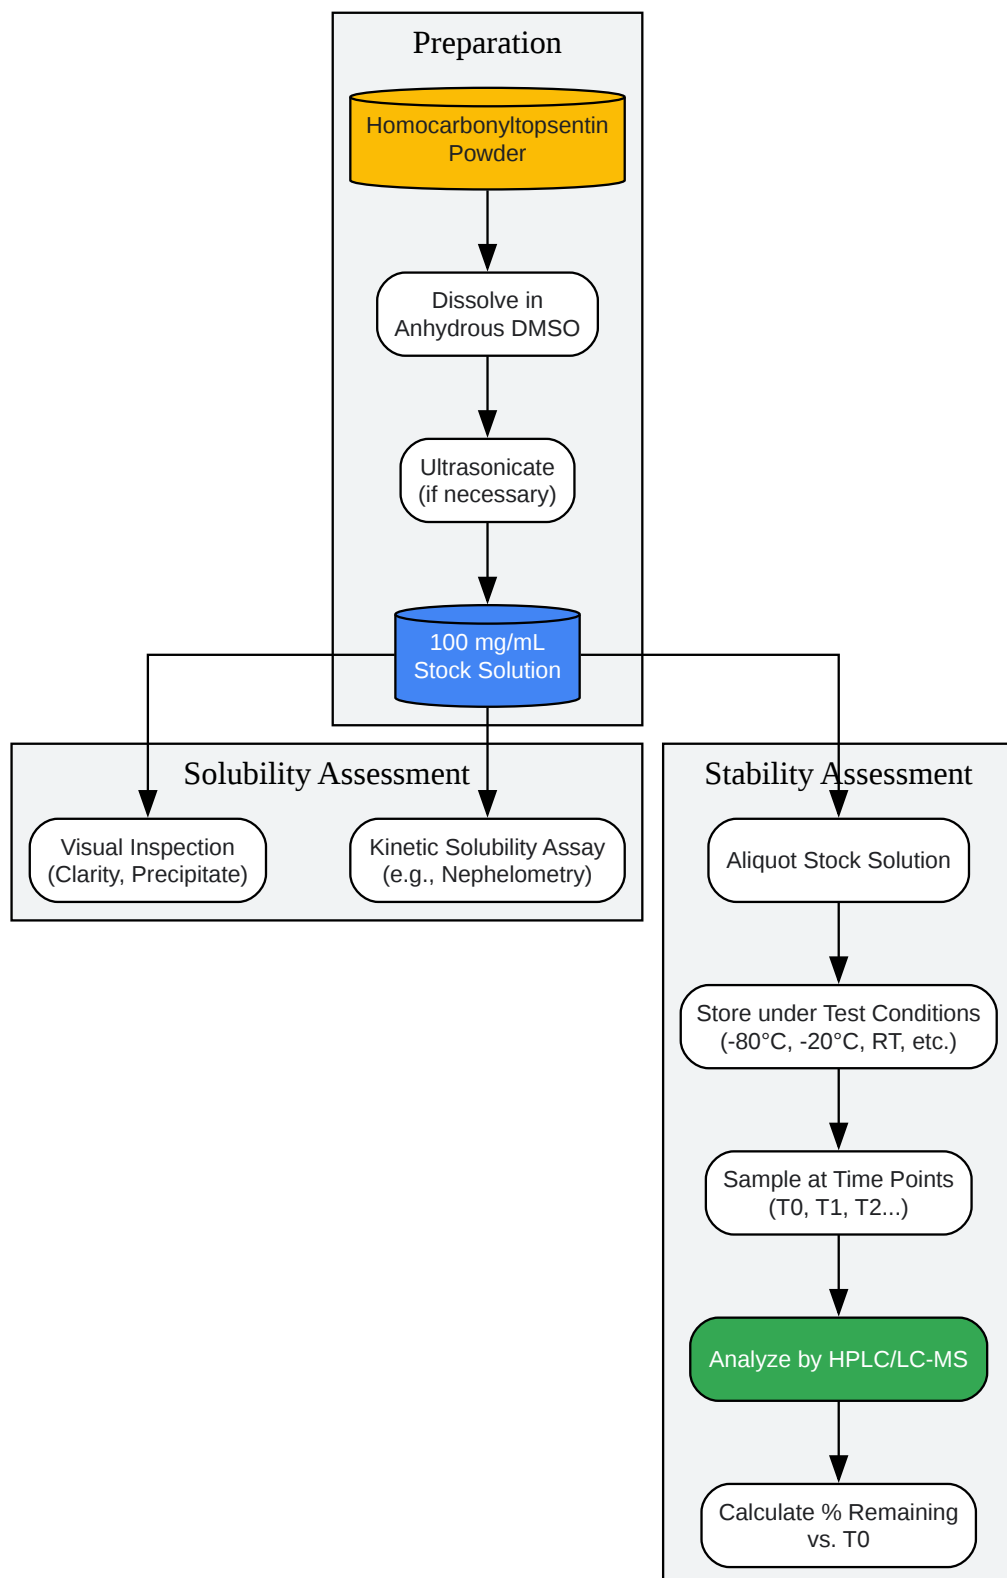 Preparation
Homocarbonyltopsentin
Powder
Dissolve in
Anhydrous DMSO
Ultrasonicate
(if necessary)
100 mg/mL
Stock Solution
Solubility Assessment
Visual Inspection
(Clarity, Precipitate)
Kinetic Solubility Assay
(e.g., Nephelometry)
Stability Assessment
Aliquot Stock Solution
Store under Test Conditions
(-80°C, -20°C, RT, etc.)
Sample at Time Points
(T0, T1, T2...)
Analyze by HPLC/LC-MS
Calculate % Remaining
vs. T0